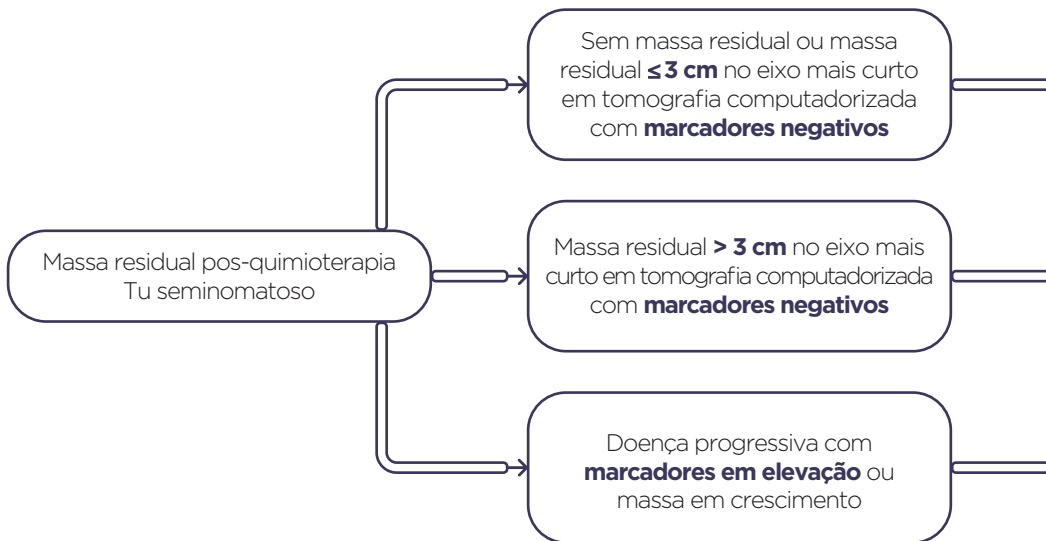 Sem massa residual ou massa
residual ≤ 3 cm no eixo mais curto
em tomografia computadorizada
com marcadores negativos
Massa residual pos-quimioterapia
Tu seminomatoso
Massa residual > 3 cm no eixo mais
curto em tomografia computadorizada
com marcadores negativos
Doença progressiva com
marcadores em elevação ou
massa em crescimento